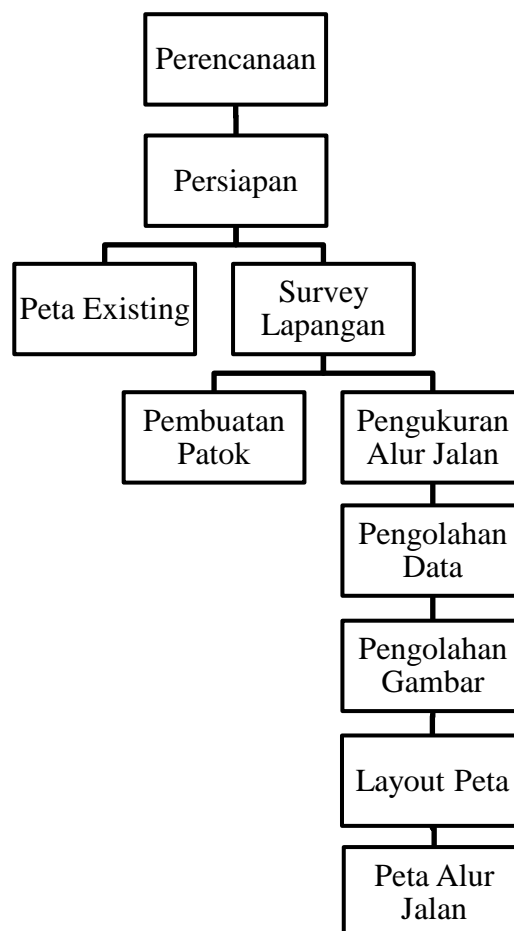 Perencanaan
Persiapan
Peta Existing
Survey
Lapangan
Pembuatan
Patok
Pengukuran
Alur Jalan
Pengolahan
Data
Pengolahan
Gambar
Layout Peta
Peta Alur
Jalan